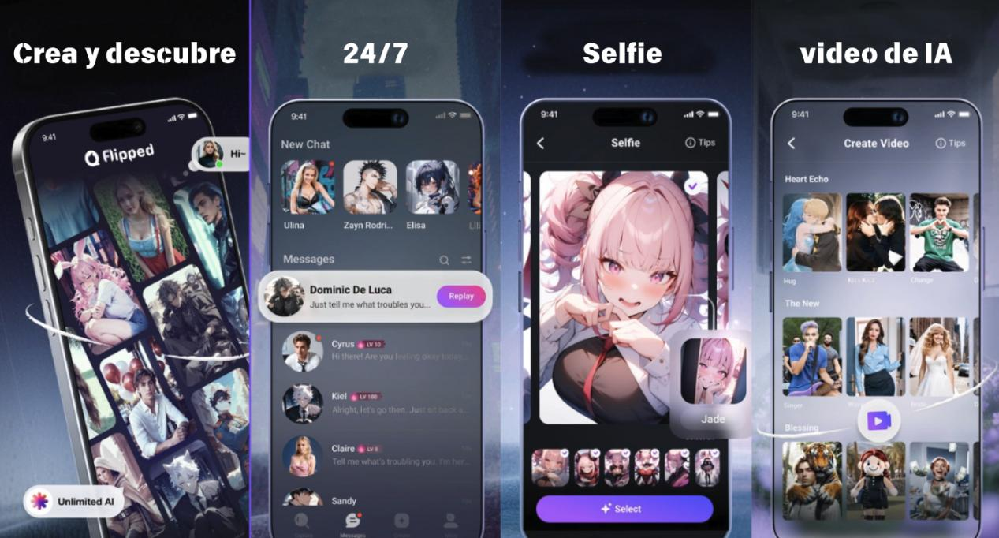 Crea y descubre
9:41
Flipped
Hi~
Unlimited AI
24/7
9:41
New Chat
Ulina
Zayn Rodri...
Elisa
Lili
Messages
Dominic De Luca
Just tell me what troubles you...
Replay
Cyrus LV 10
Hi there! Are you feeling okay today...
Kiel LV 100
Alright, let's go then. Just sit back a...
Claire LV 8
Tell me what's troubling you. I'm her...
Sandy
Messages
Selfie
9:41
Selfie
Tips
Jade
Select
video de IA
9:41
Create Video
Tips
Heart Echo
Hug
Kiss Kiss
Change
D
The New
Singer
Bride
D
Blessing